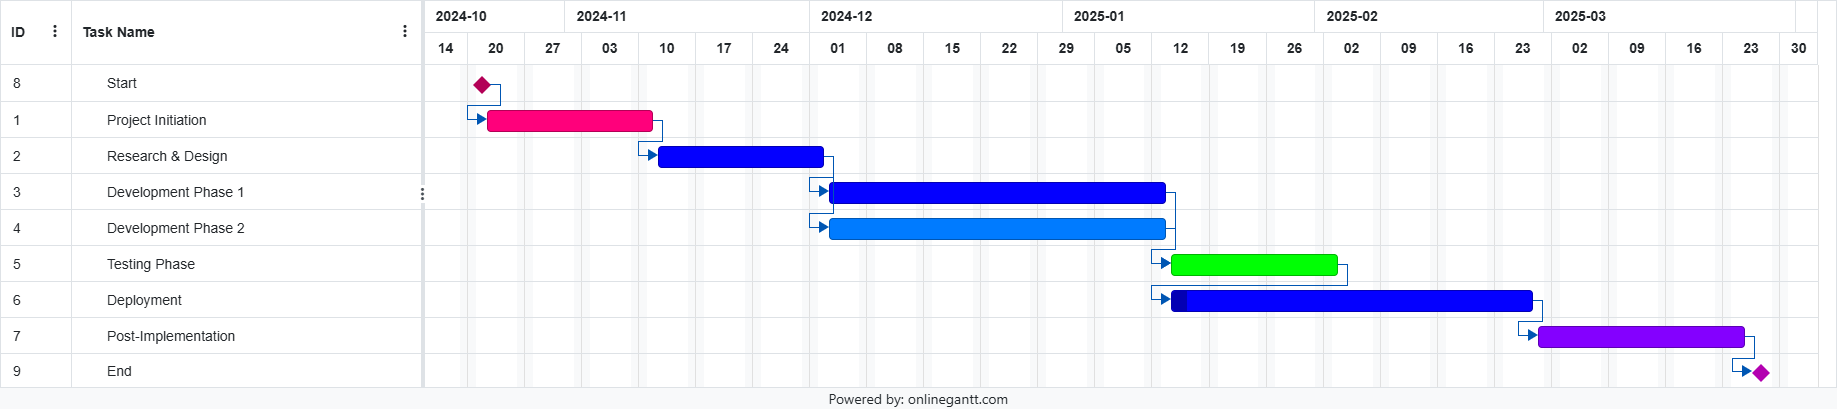 ID Task Name 2024-10 2024-11 2024-12 2025-01 2025-02 2025-03
14 20 27 03 10 17 24 01 08 15 22 29 05 12 19 26 02 09 16 23 02 09 16 23 30
8 Start
1 Project Initiation
2 Research & Design
3 Development Phase 1
4 Development Phase 2
5 Testing Phase
6 Deployment
7 Post-Implementation
9 End
Powered by: onlinegantt.com